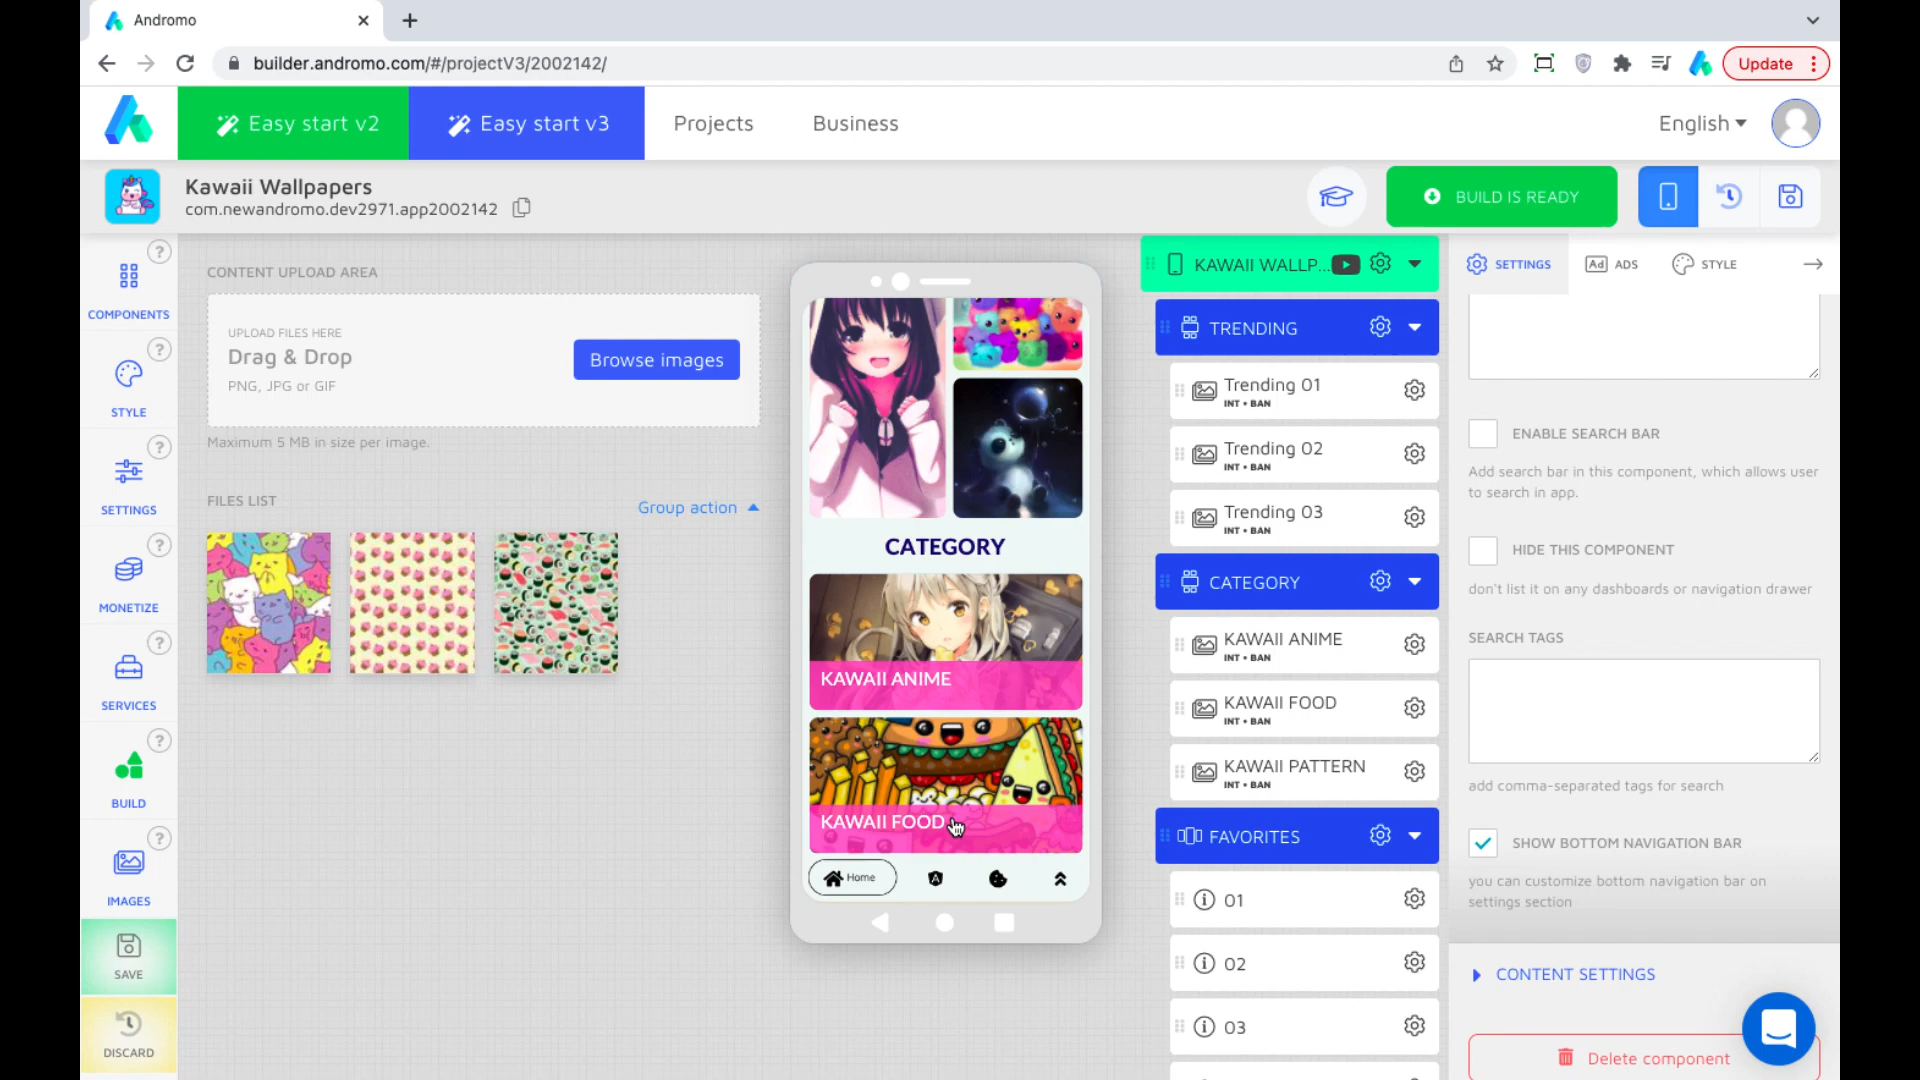 Andromo
builder.andromo.com/#/projectV3/2002142/
Update
Easy start v2
Easy start v3
Projects
Business
English
Kawaii Wallpapers
com.newandromo.dev2971.app2002142
BUILD IS READY
COMPONENTS
STYLE
SETTINGS
MONETIZE
SERVICES
BUILD
IMAGES
SAVE
DISCARD
CONTENT UPLOAD AREA
UPLOAD FILES HERE
Drag & Drop
PNG, JPG or GIF
Browse images
Maximum 5 MB in size per image.
FILES LIST
Group action
CATEGORY
KAWAII ANIME
KAWAII FOOD
Home
KAWAII WALLP...
TRENDING
Trending 01
INT • BAN
Trending 02
INT • BAN
Trending 03
INT • BAN
CATEGORY
KAWAII ANIME
INT • BAN
KAWAII FOOD
INT • BAN
KAWAII PATTERN
INT • BAN
FAVORITES
01
02
03
SETTINGS
Ad ADS
STYLE
ENABLE SEARCH BAR
Add search bar in this component, which allows user
to search in app.
HIDE THIS COMPONENT
don't list it on any dashboards or navigation drawer
SEARCH TAGS
add comma-separated tags for search
SHOW BOTTOM NAVIGATION BAR
you can customize bottom navigation bar on
settings section
CONTENT SETTINGS
Delete component